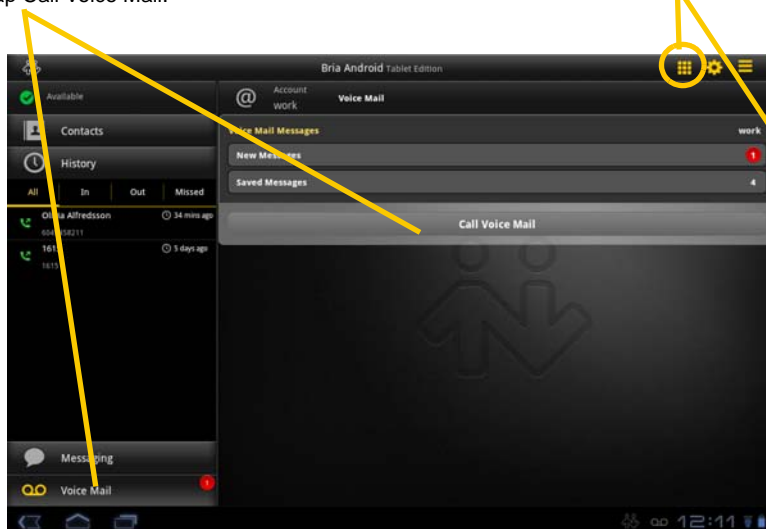 Call Voice Mail.
Bria Android Tablet Edition
Available
Account
work
Voice Mail
Contacts
Voice Mail Messages
work
History
New Messages
1
All
In
Out
Missed
Saved Messages
4
Alfredsson
34 mins ago
Call Voice Mail
5 days ago
1615
Messaging
Voice Mail
1
12:11